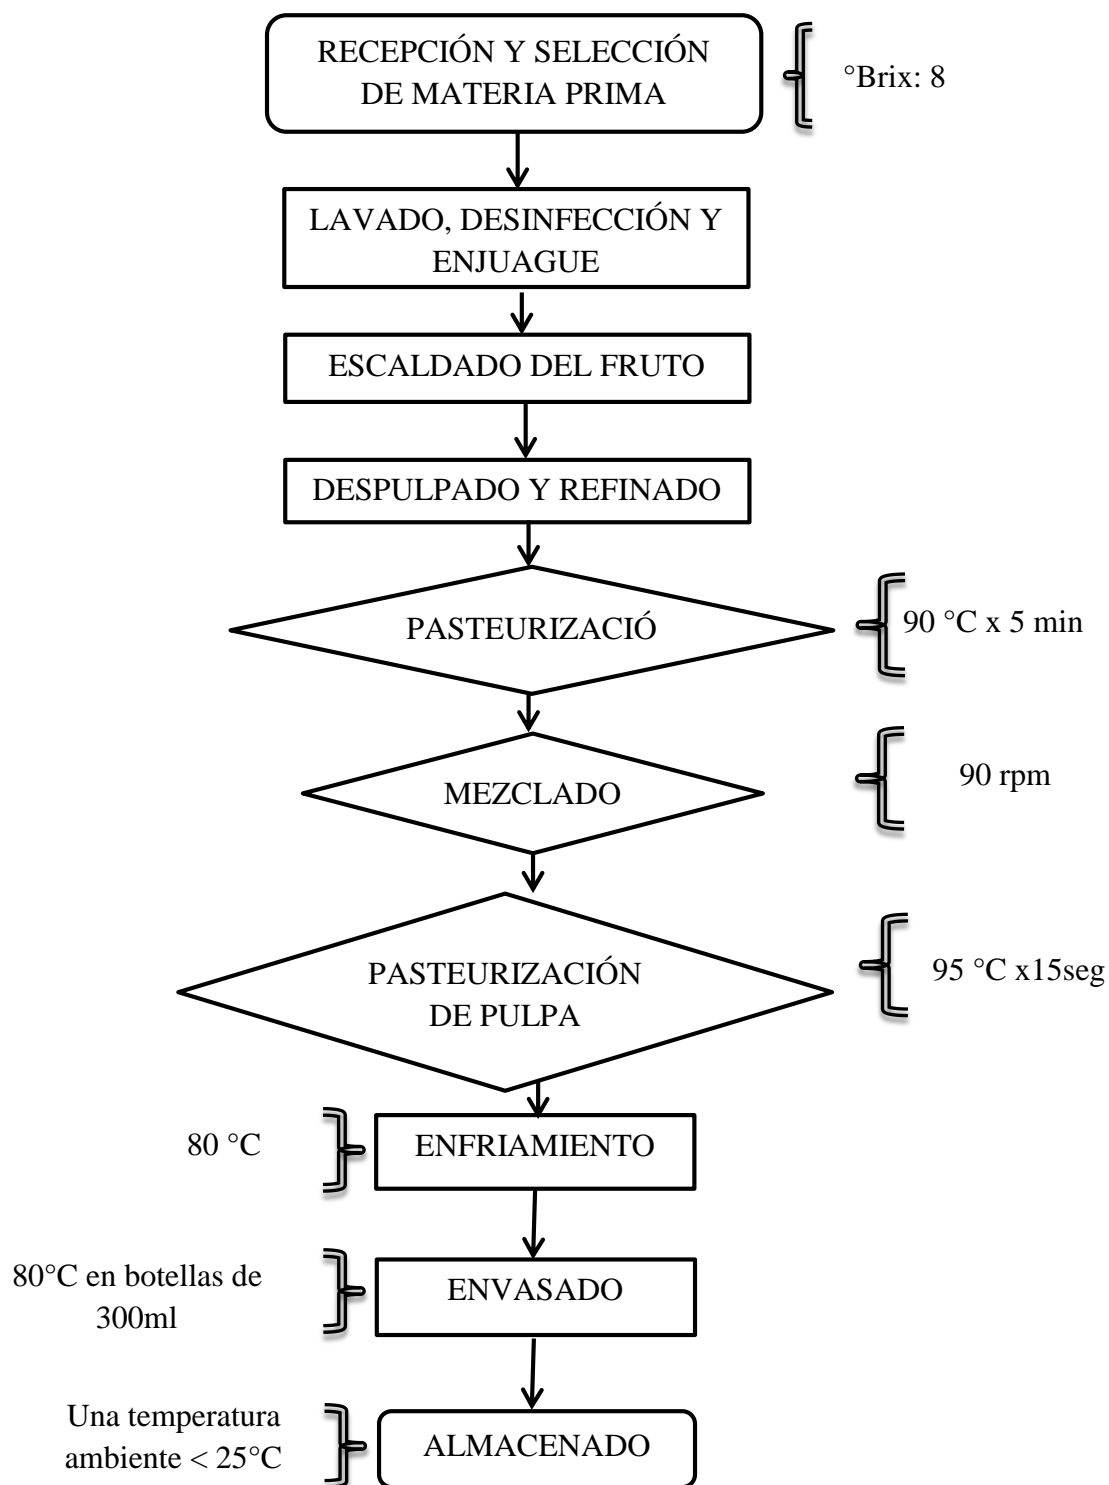 RECEPCIÓN Y SELECCIÓN
DE MATERIA PRIMA
°Brix: 8
LAVADO, DESINFECCIÓN Y
ENJUAGUE
ESCALDADO DEL FRUTO
DESPULPADO Y REFINADO
PASTEURIZACIÓ
90 °C x 5 min
MEZCLADO
90 rpm
PASTEURIZACIÓN
DE PULPA
95 °C x15seg
80 °C
ENFRIAMIENTO
80°C en botellas de
300ml
ENVASADO
Una temperatura
ambiente < 25°C
ALMACENADO